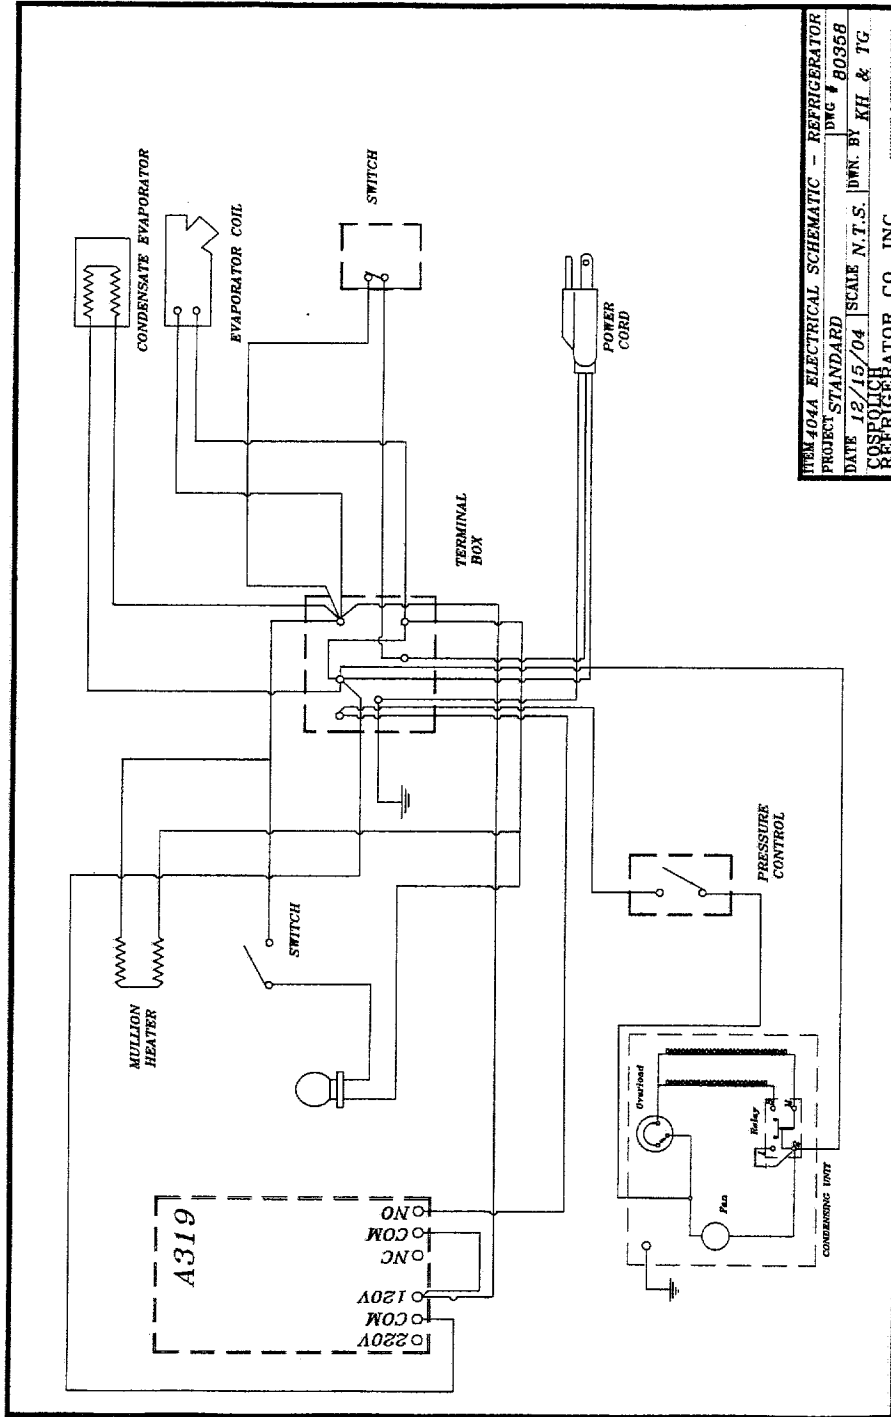 CONDENSATE EVAPORATOR
EVAPORATOR COIL
SWITCH
POWER
CORD
TERMINAL
BOX
MULLION
HEATER
SWITCH
PRESSURE
CONTROL
A319
NO
COM
NC
120V
COM
220V
Overload
Relay
Fan
CONDENSING UNIT
ITEM 404A ELECTRICAL SCHEMATIC - REFRIGERATOR
PROJECT STANDARD DWG # 80358
DATE 12/15/04 SCALE N.T.S. DWN. BY KH & TG
COSPOLICH
REFRIGERATOR CO. INC.